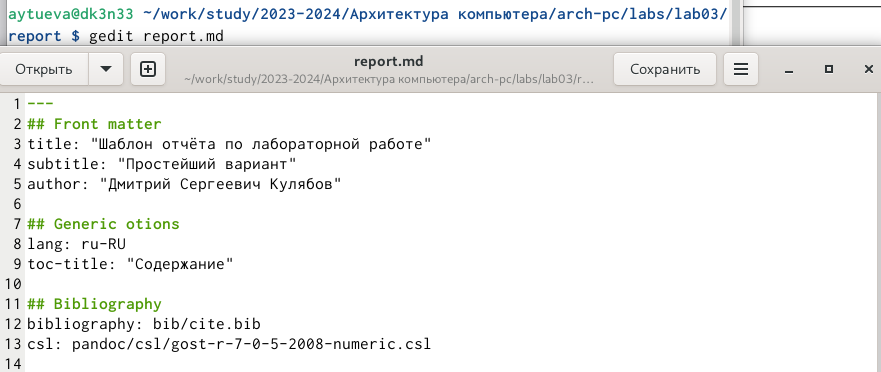 aytueva@dk3n33 ~/work/study/2023-2024/Архитектура компьютера/arch-pc/labs/lab03/
report $ gedit report.md
Открыть
report.md
~/work/study/2023-2024/Архитектура компьютера/arch-pc/labs/lab03/r…
Сохранить
1 ---
2 ## Front matter
3 title: "Шаблон отчёта по лабораторной работе"
4 subtitle: "Простейший вариант"
5 author: "Дмитрий Сергеевич Кулябов"
6
7 ## Generic otions
8 lang: ru-RU
9 toc-title: "Содержание"
10
11 ## Bibliography
12 bibliography: bib/cite.bib
13 csl: pandoc/csl/gost-r-7-0-5-2008-numeric.csl
14